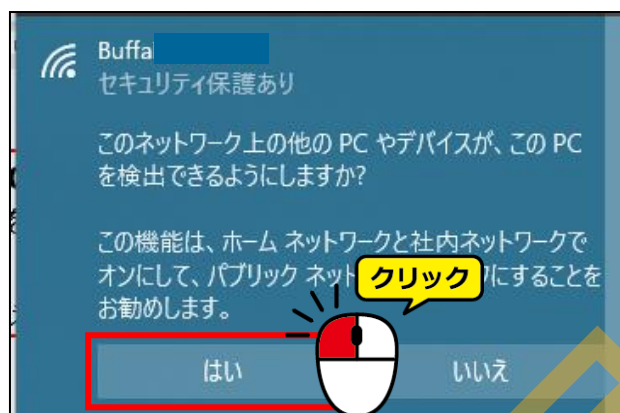 Buffa
セキュリティ保護あり
このネットワーク上の他の PC やデバイスが、この PC
を検出できるようにしますか?
この機能は、ホーム ネットワークと社内ネットワークで
オンにして、パブリック ネット にすることを
クリック
お勧めします。
はい
いいえ